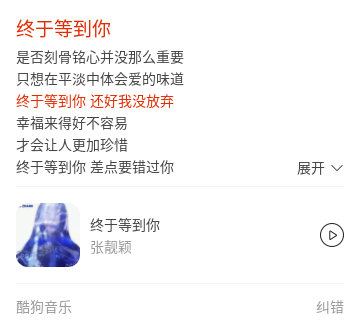 终于等到你
是否刻骨铭心并没那么重要
只想在平淡中体会爱的味道
终于等到你 还好我没放弃
幸福来得好不容易
才会让人更加珍惜
终于等到你 差点要错过你
展开
终于等到你
张靓颖
酷狗音乐
纠错